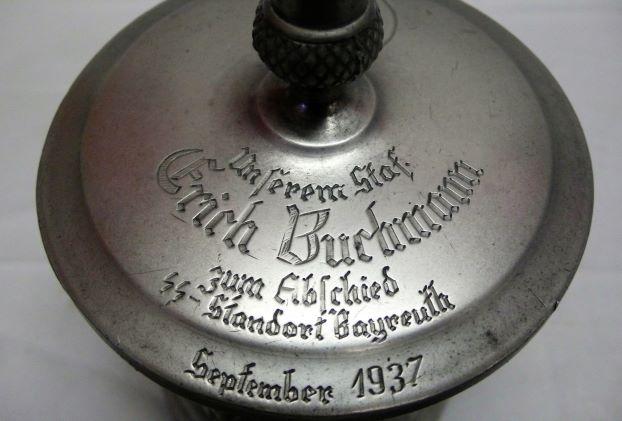 Unserem Staf.
Erich Buchmann
zum Abschied
SS-Standort Bayreuth
September 1937